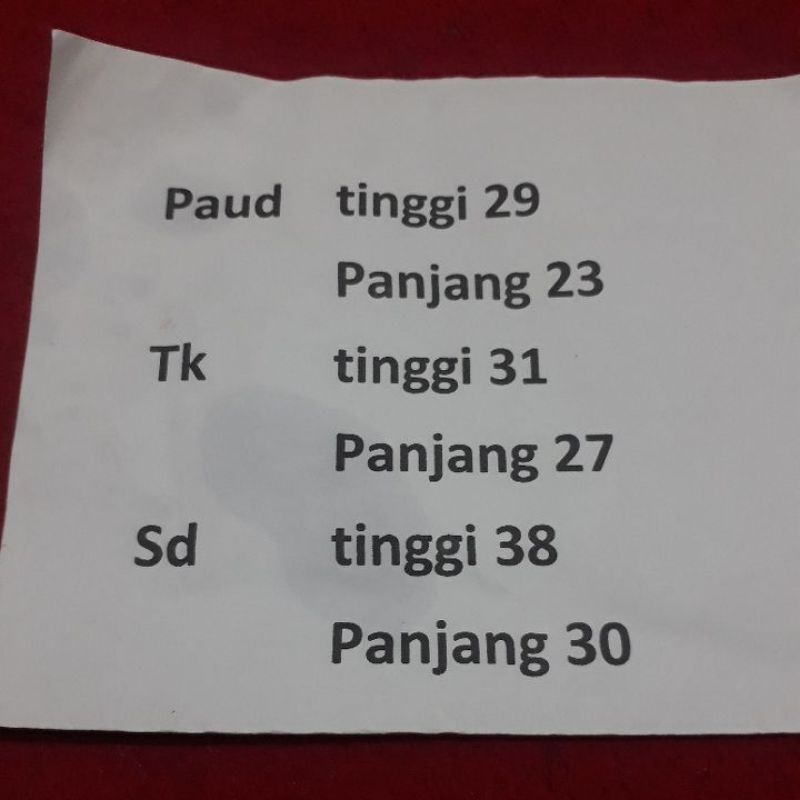 Paud tinggi 29
Panjang 23
Tk tinggi 31
Panjang 27
Sd tinggi 38
Panjang 30